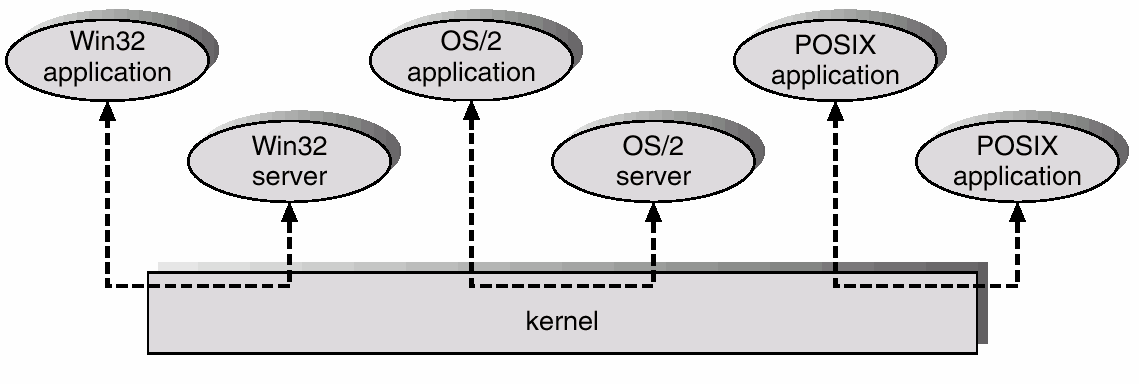 Win32
application
OS/2
application
POSIX
application
Win32
server
OS/2
server
POSIX
application
kernel